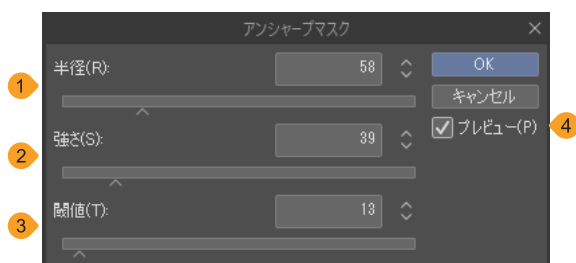 アンシャープマスク
1 半径(R): 58
OK
キャンセル
プレビュー(P) 4
2 強さ(S): 39
3 閾値(T): 13